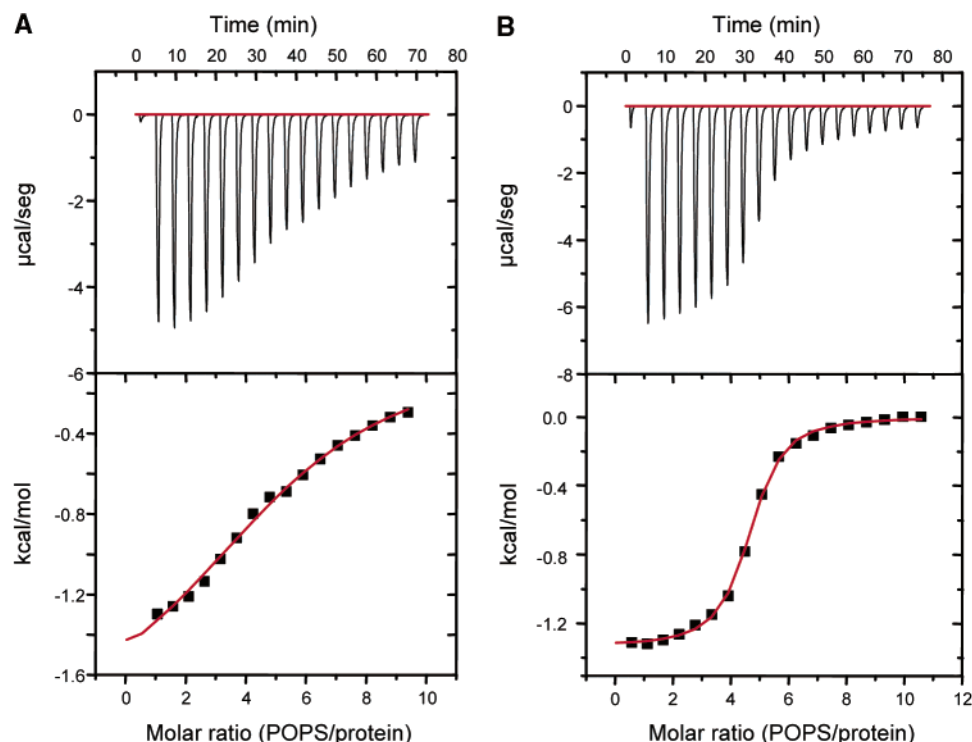 A
Time (min)
0 10 20 30 40 50 60 70 80
0
-2
-4
-6
µcal/seg
-0.4
-0.8
-1.2
-1.6
kcal/mol
0 2 4 6 8 10
Molar ratio (POPS/protein)
B
Time (min)
0 10 20 30 40 50 60 70 80
0
-2
-4
-6
-8
µcal/seg
0.0
-0.4
-0.8
-1.2
kcal/mol
0 2 4 6 8 10 12
Molar ratio (POPS/protein)